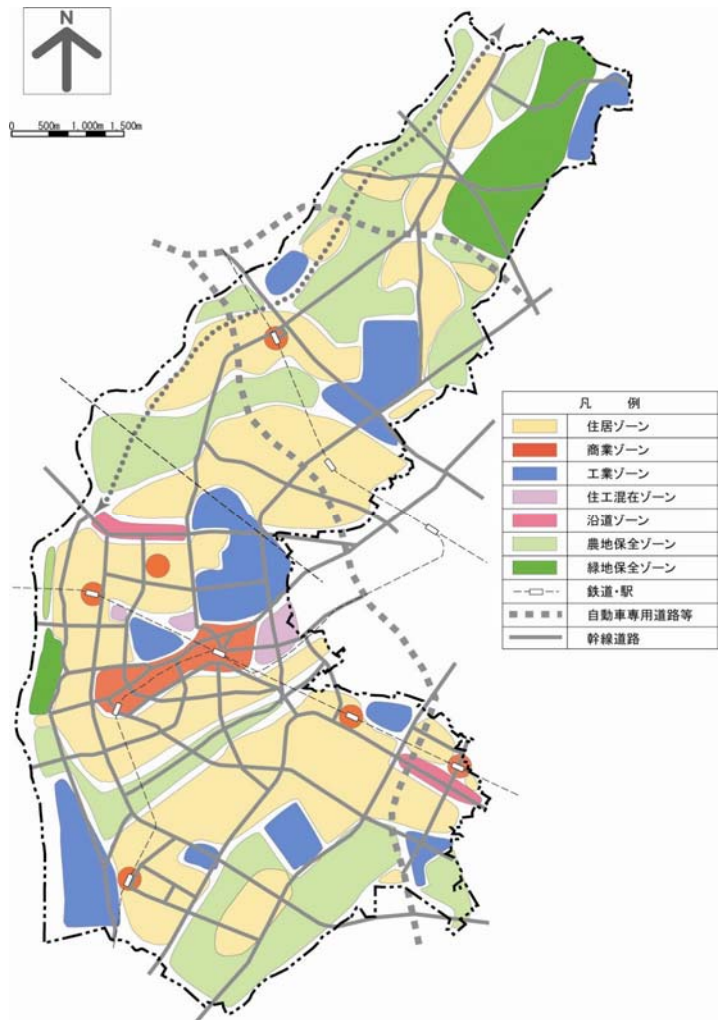 N
0 500m 1,000m 1,500m
凡 例
住居ゾーン
商業ゾーン
工業ゾーン
住工混在ゾーン
沿道ゾーン
農地保全ゾーン
緑地保全ゾーン
鉄道・駅
自動車専用道路等
幹線道路